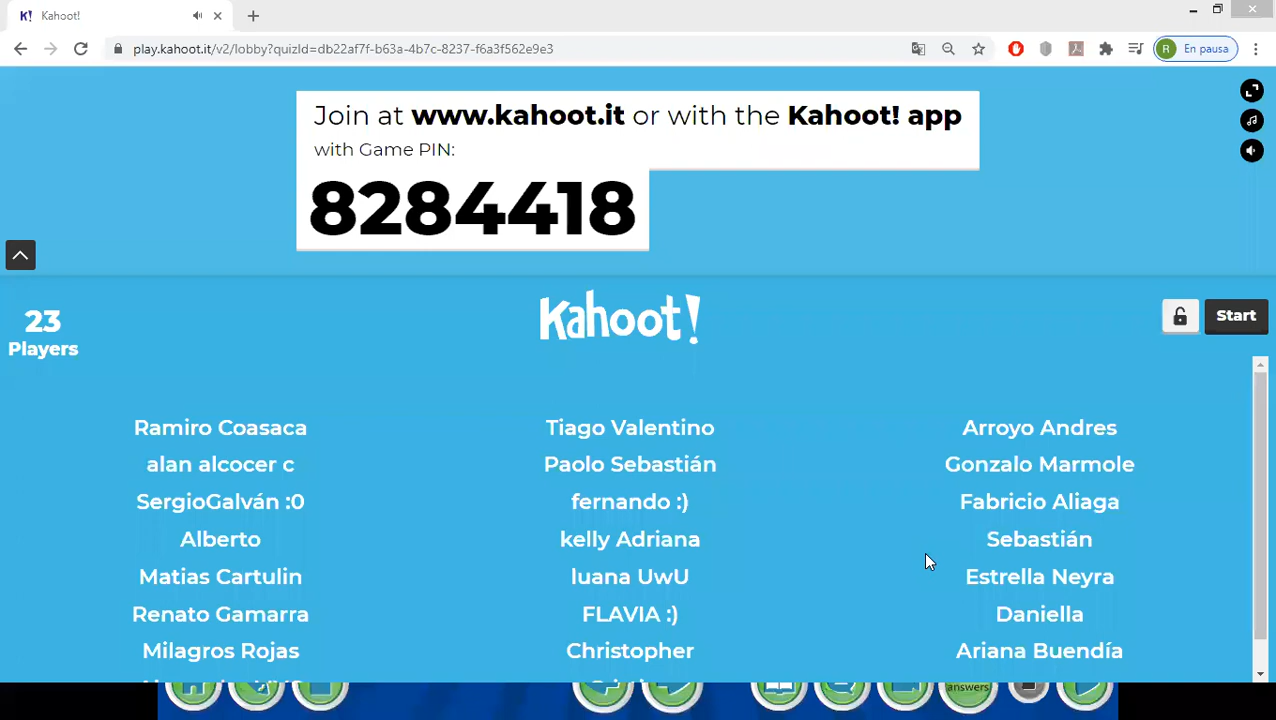 Kahoot!
play.kahoot.it/v2/lobby?quizId=db22af7f-b63a-4b7c-8237-f6a3f562e9e3
R En pausa
Join at www.kahoot.it or with the Kahoot! app
with Game PIN:
8284418
23
Players
Kahoot!
Start
Ramiro Coasaca Tiago Valentino Arroyo Andres
alan alcocer c Paolo Sebastián Gonzalo Marmole
SergioGalván :0 fernando :) Fabricio Aliaga
Alberto kelly Adriana Sebastián
Matias Cartulin luana UwU Estrella Neyra
Renato Gamarra FLAVIA :) Daniella
Milagros Rojas Christopher Ariana Buendía
answers